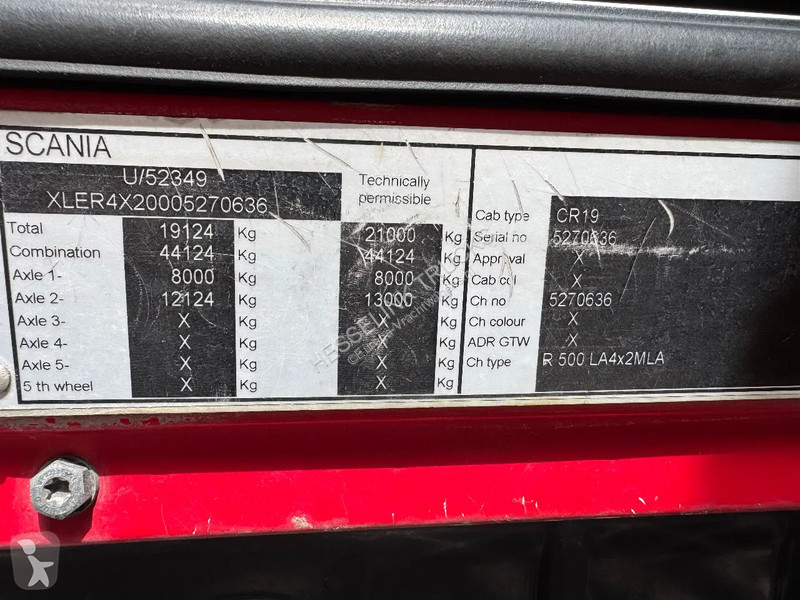 SCANIA
U/52349
XLER4X20005270636
Technically
permissible
Total 19124 Kg 21000 Kg
Combination 44124 Kg 44124 Kg
Axle 1- 8000 Kg 8000 Kg
Axle 2- 12124 Kg 13000 Kg
Axle 3- X Kg X Kg
Axle 4- X Kg X Kg
Axle 5- X Kg X Kg
5 th wheel X Kg X Kg
Cab type CR19
Serial no 5270636
Approval X
Cab col X
Ch no 5270636
Ch colour X
ADR GTW X
Ch type R 500 LA4x2MLA
HESSELINK TRUCKS